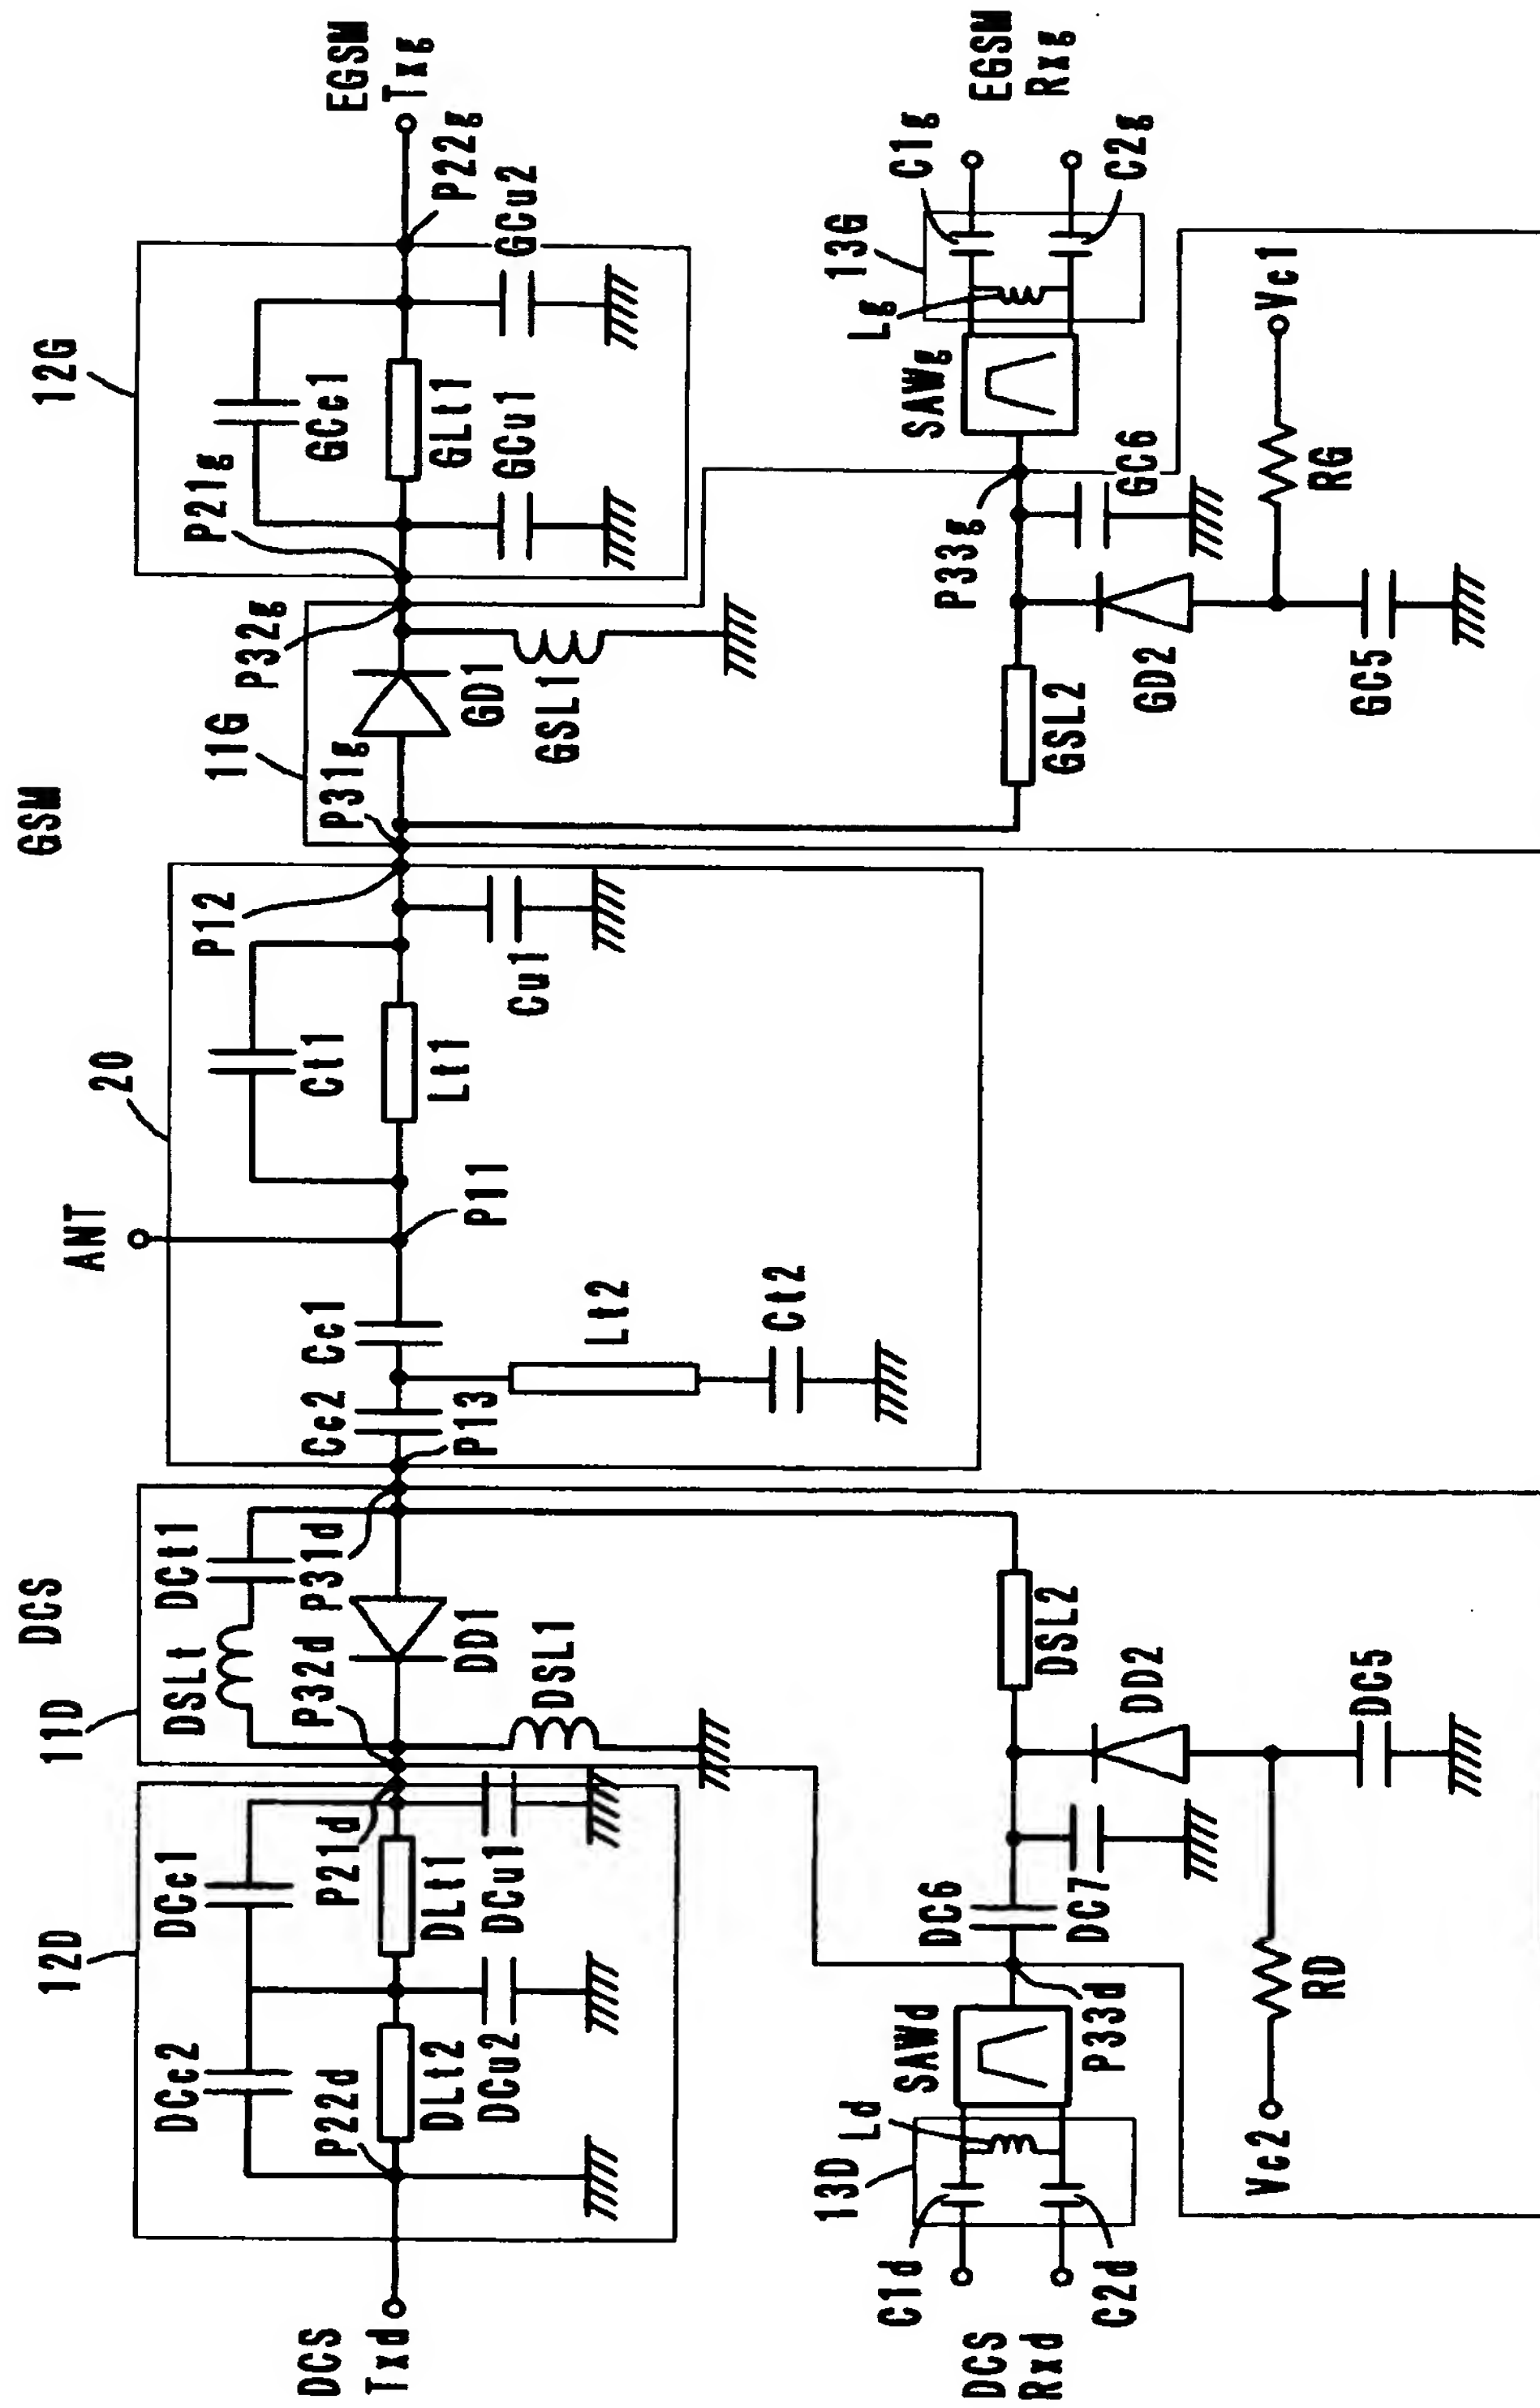 DCS
GSM
ANT
12D
11D
20
11G
12G
DCc2
DCc1
DSLt
DCt1
Cc2
Cc1
Ct1
P12
P31g
P32g
P21g
GCc1
P22d
P21d
P32d
P31d
DCS
Txd
EGSM
Txg
DLt2
DLt1
DD1
P13
P11
Lt1
GD1
GLt1
P22g
DCu2
DCu1
DSL1
Lt2
Cu1
GSL1
GCu1
GCu2
Ct2
13D
Ld
SAWd
DC6
P33g
SAWg
Lg
13G
C1d
C1g
DCS
Rxd
EGSM
Rxg
C2d
P33d
DC7
DSL2
GSL2
GC6
C2g
DD2
GD2
Vc2
RD
DC5
GC5
RG
Vc1